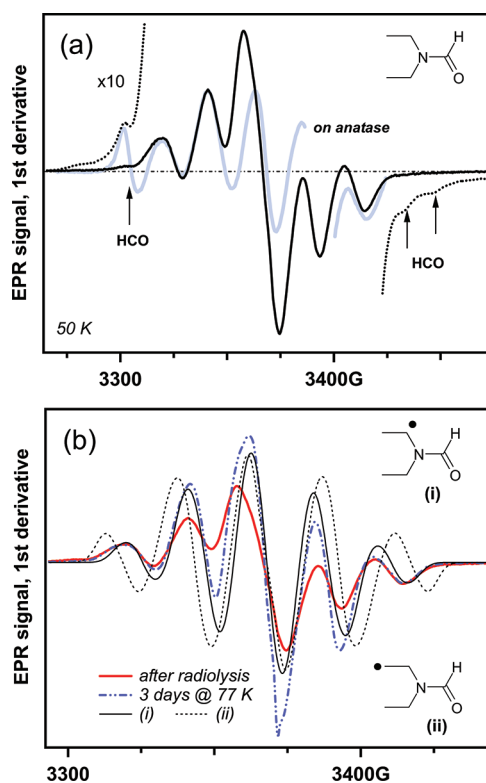 (a)
x10
H
N
O
on anatase
HCO
HCO
50 K
EPR signal, 1st derivative
3300
3400G
(b)
H
N
O
(i)
after radiolysis
3 days @ 77 K
(i)
(ii)
H
N
O
(ii)
EPR signal, 1st derivative
3300
3400G